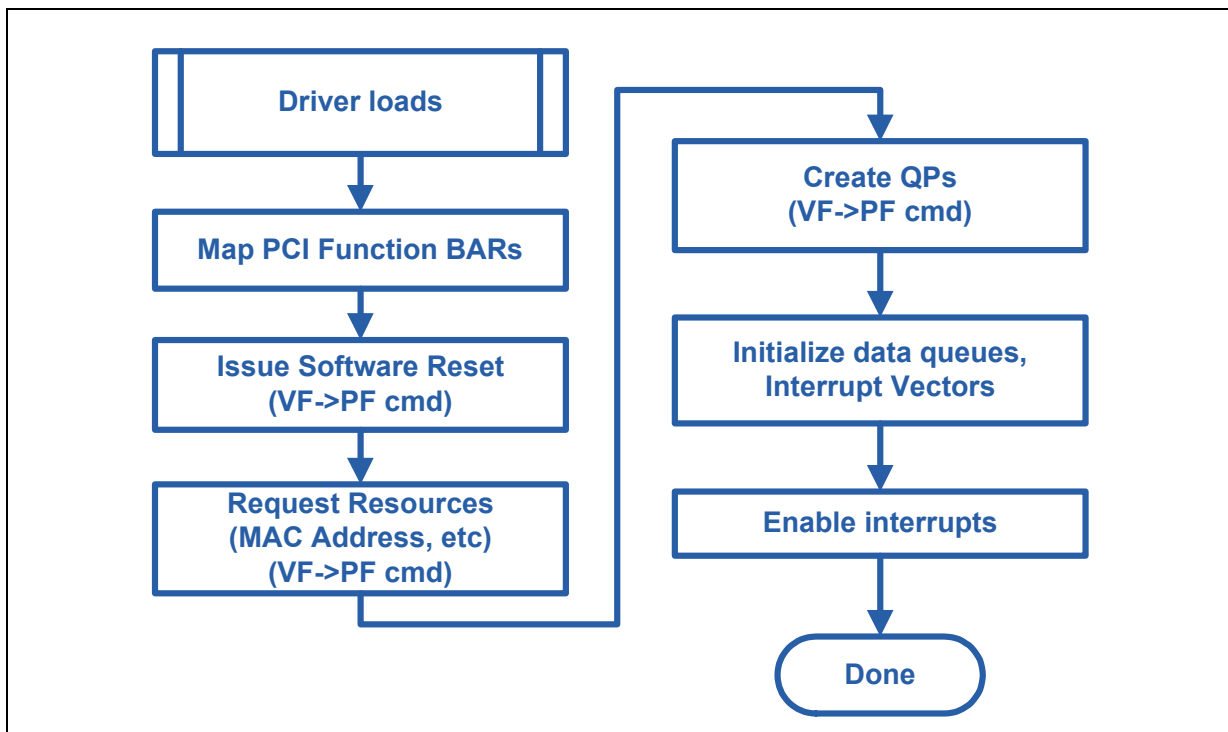 Driver loads
Map PCI Function BARs
Issue Software Reset
(VF->PF cmd)
Request Resources
(MAC Address, etc)
(VF->PF cmd)
Create QPs
(VF->PF cmd)
Initialize data queues,
Interrupt Vectors
Enable interrupts
Done